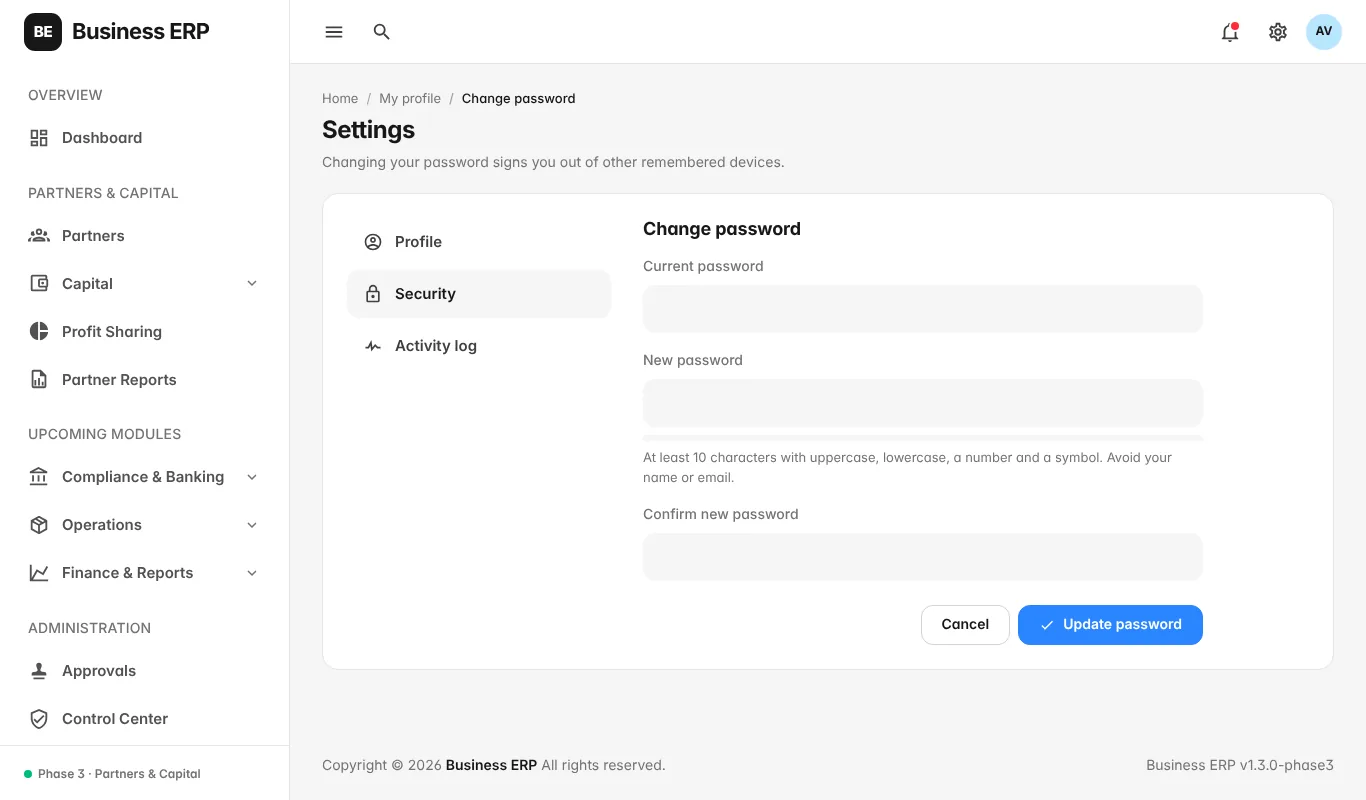 BE Business ERP
OVERVIEW
Dashboard
PARTNERS & CAPITAL
Partners
Capital
Profit Sharing
Partner Reports
UPCOMING MODULES
Compliance & Banking
Operations
Finance & Reports
ADMINISTRATION
Approvals
Control Center
Phase 3 · Partners & Capital
AV
Home / My profile / Change password
Settings
Changing your password signs you out of other remembered devices.
Profile
Security
Activity log
Change password
Current password
New password
At least 10 characters with uppercase, lowercase, a number and a symbol. Avoid your
name or email.
Confirm new password
Cancel
Update password
Copyright © 2026 Business ERP All rights reserved.
Business ERP v1.3.0-phase3